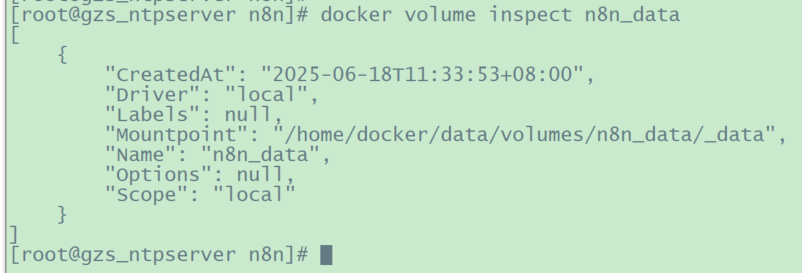 [root@gzs_ntpserver n8n]# docker volume inspect n8n_data
[
    {
        "CreatedAt": "2025-06-18T11:33:53+08:00",
        "Driver": "local",
        "Labels": null,
        "Mountpoint": "/home/docker/data/volumes/n8n_data/_data",
        "Name": "n8n_data",
        "Options": null,
        "Scope": "local"
    }
]
[root@gzs_ntpserver n8n]#